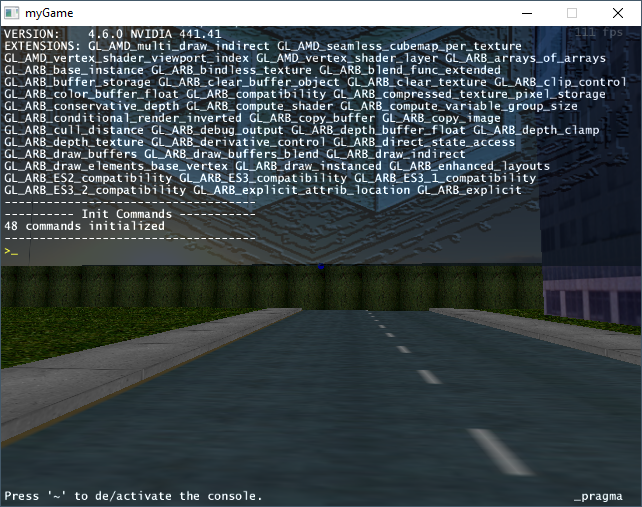 myGame
111 fps
VERSION:    4.6.0 NVIDIA 441.41
EXTENSIONS: GL_AMD_multi_draw_indirect GL_AMD_seamless_cubemap_per_texture
GL_AMD_vertex_shader_viewport_index GL_AMD_vertex_shader_layer GL_ARB_arrays_of_arrays
GL_ARB_base_instance GL_ARB_bindless_texture GL_ARB_blend_func_extended
GL_ARB_buffer_storage GL_ARB_clear_buffer_object GL_ARB_clear_texture GL_ARB_clip_control
GL_ARB_color_buffer_float GL_ARB_compatibility GL_ARB_compressed_texture_pixel_storage
GL_ARB_conservative_depth GL_ARB_compute_shader GL_ARB_compute_variable_group_size
GL_ARB_conditional_render_inverted GL_ARB_copy_buffer GL_ARB_copy_image
GL_ARB_cull_distance GL_ARB_debug_output GL_ARB_depth_buffer_float GL_ARB_depth_clamp
GL_ARB_depth_texture GL_ARB_derivative_control GL_ARB_direct_state_access
GL_ARB_draw_buffers GL_ARB_draw_buffers_blend GL_ARB_draw_indirect
GL_ARB_draw_elements_base_vertex GL_ARB_draw_instanced GL_ARB_enhanced_layouts
GL_ARB_ES2_compatibility GL_ARB_ES3_compatibility GL_ARB_ES3_1_compatibility
GL_ARB_ES3_2_compatibility GL_ARB_explicit_attrib_location GL_ARB_explicit
------------------------------------
---------- Init Commands -----------
48 commands initialized
------------------------------------
>_
Press '~' to de/activate the console.
_pragma